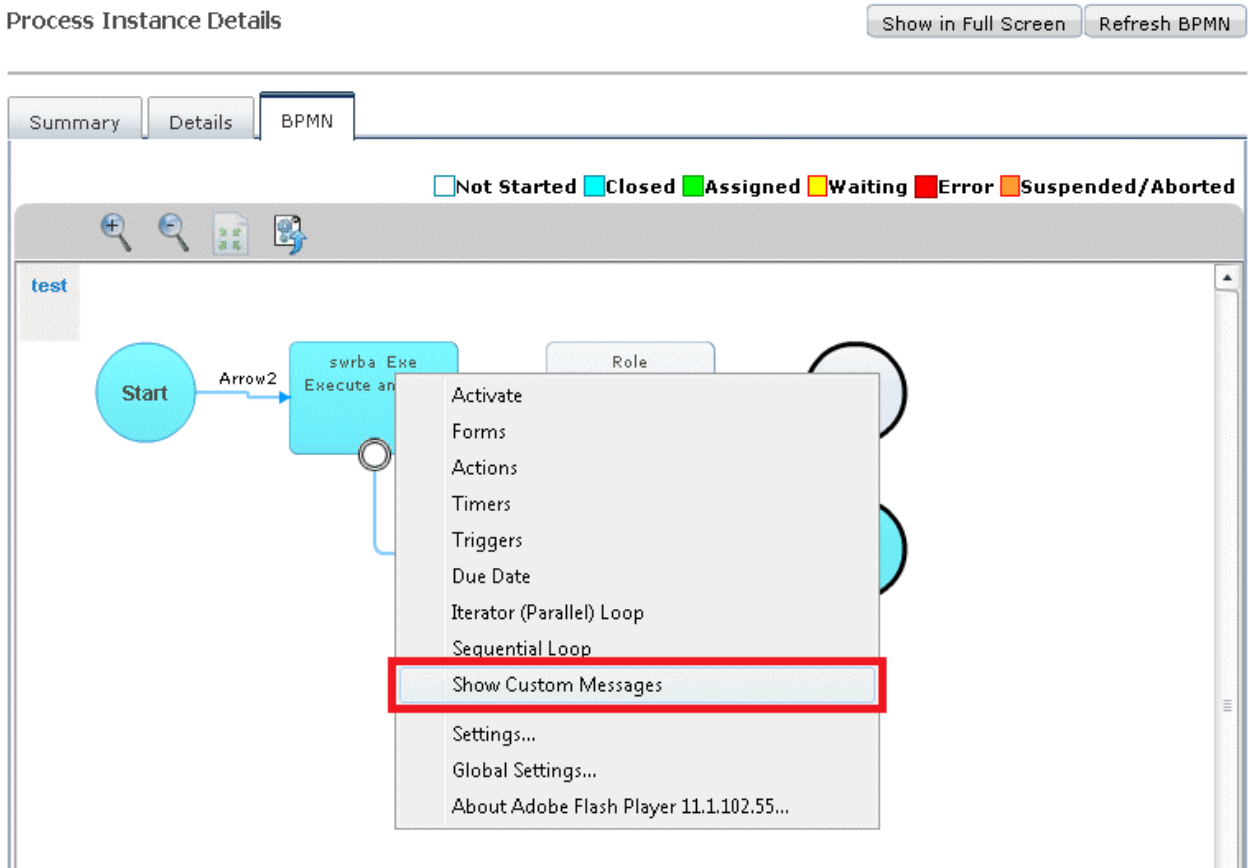 Process Instance Details
Show in Full Screen
Refresh BPMN
Summary
Details
BPMN
Not Started Closed Assigned Waiting Error Suspended/Aborted
test
Start
Arrow2
swrba Exe
Execute an
Role
Activate
Forms
Actions
Timers
Triggers
Due Date
Iterator (Parallel) Loop
Sequential Loop
Show Custom Messages
Settings...
Global Settings...
About Adobe Flash Player 11.1.102.55...